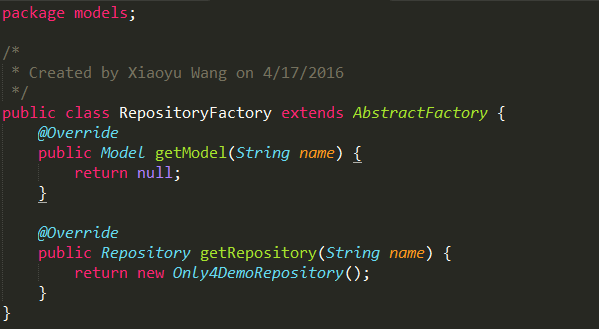 package models;
/*
 * Created by Xiaoyu Wang on 4/17/2016
 */
public class RepositoryFactory extends AbstractFactory {
    @Override
    public Model getModel(String name) {
        return null;
    }
    @Override
    public Repository getRepository(String name) {
        return new Only4DemoRepository();
    }
}